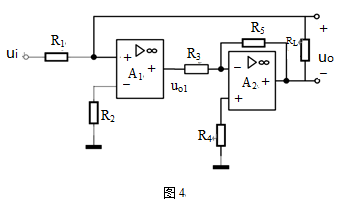 R₅
+
ui
R₁
▷∞
R₃
▷∞
RL
uo
+
+
−
−
A₁
uo1
A₂
+
−
+
R₂
R₄
图 4